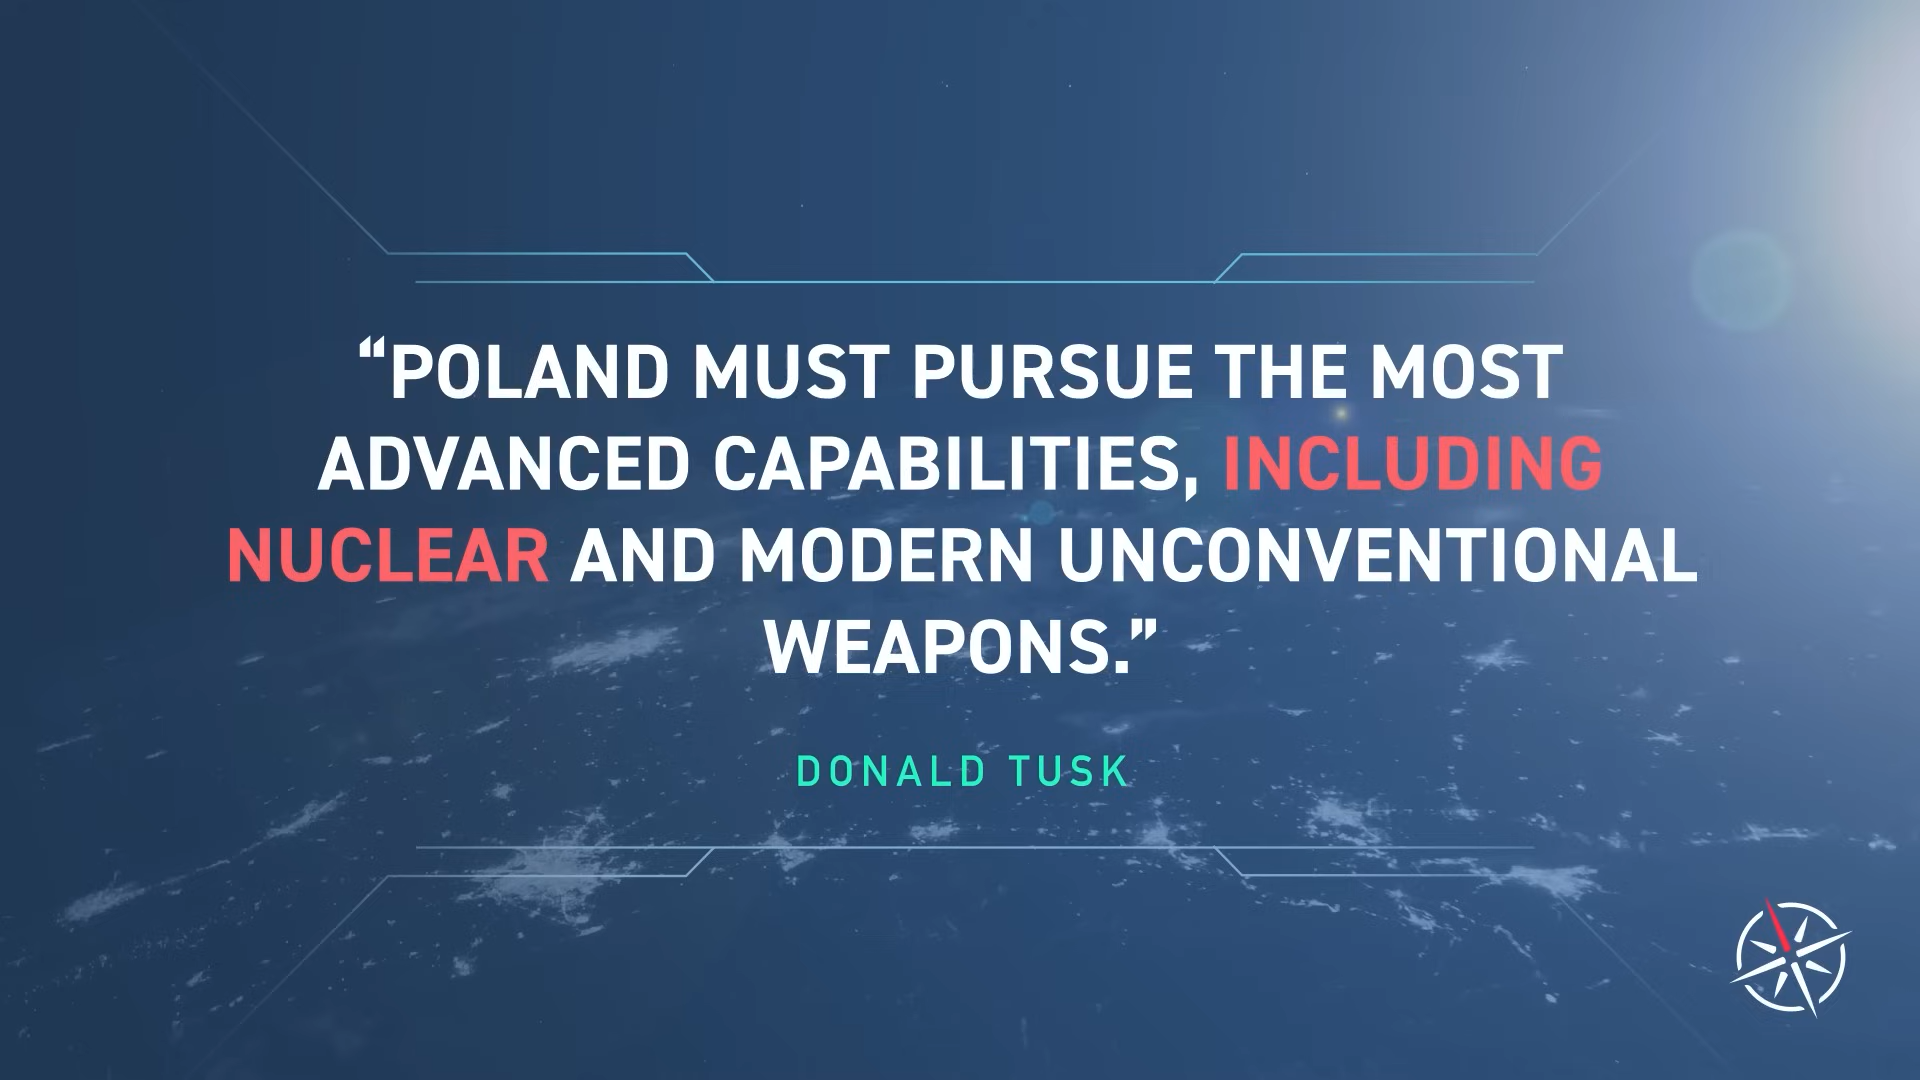 “POLAND MUST PURSUE THE MOST
ADVANCED CAPABILITIES, INCLUDING
NUCLEAR AND MODERN UNCONVENTIONAL
WEAPONS.”
DONALD TUSK